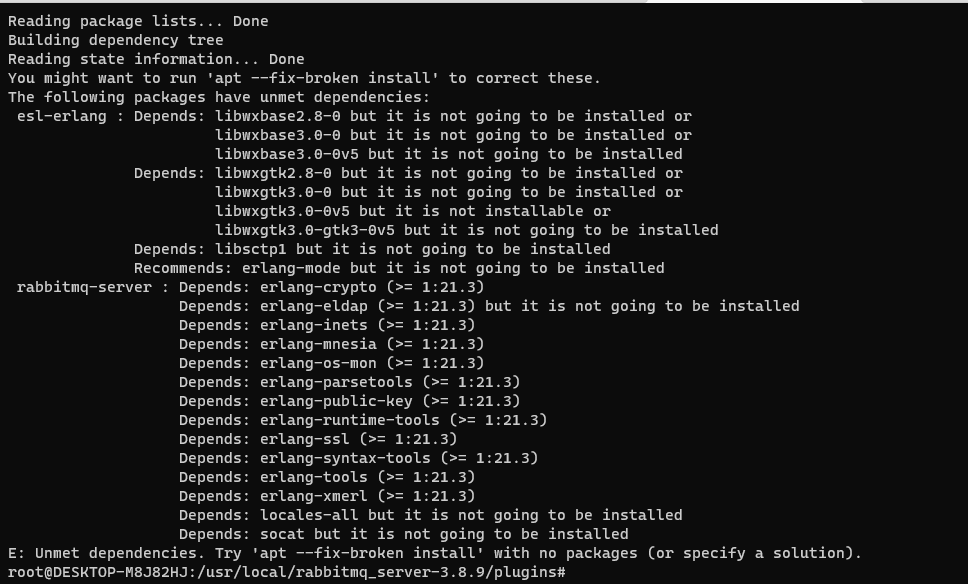 Reading package lists... Done
Building dependency tree
Reading state information... Done
You might want to run 'apt --fix-broken install' to correct these.
The following packages have unmet dependencies:
 esl-erlang : Depends: libwxbase2.8-0 but it is not going to be installed or
                       libwxbase3.0-0 but it is not going to be installed or
                       libwxbase3.0-0v5 but it is not going to be installed
              Depends: libwxgtk2.8-0 but it is not going to be installed or
                       libwxgtk3.0-0 but it is not going to be installed or
                       libwxgtk3.0-0v5 but it is not installable or
                       libwxgtk3.0-gtk3-0v5 but it is not going to be installed
              Depends: libsctp1 but it is not going to be installed
              Recommends: erlang-mode but it is not going to be installed
 rabbitmq-server : Depends: erlang-crypto (>= 1:21.3)
                   Depends: erlang-eldap (>= 1:21.3) but it is not going to be installed
                   Depends: erlang-inets (>= 1:21.3)
                   Depends: erlang-mnesia (>= 1:21.3)
                   Depends: erlang-os-mon (>= 1:21.3)
                   Depends: erlang-parsetools (>= 1:21.3)
                   Depends: erlang-public-key (>= 1:21.3)
                   Depends: erlang-runtime-tools (>= 1:21.3)
                   Depends: erlang-ssl (>= 1:21.3)
                   Depends: erlang-syntax-tools (>= 1:21.3)
                   Depends: erlang-tools (>= 1:21.3)
                   Depends: erlang-xmerl (>= 1:21.3)
                   Depends: locales-all but it is not going to be installed
                   Depends: socat but it is not going to be installed
E: Unmet dependencies. Try 'apt --fix-broken install' with no packages (or specify a solution).
root@DESKTOP-M8J82HJ:/usr/local/rabbitmq_server-3.8.9/plugins#